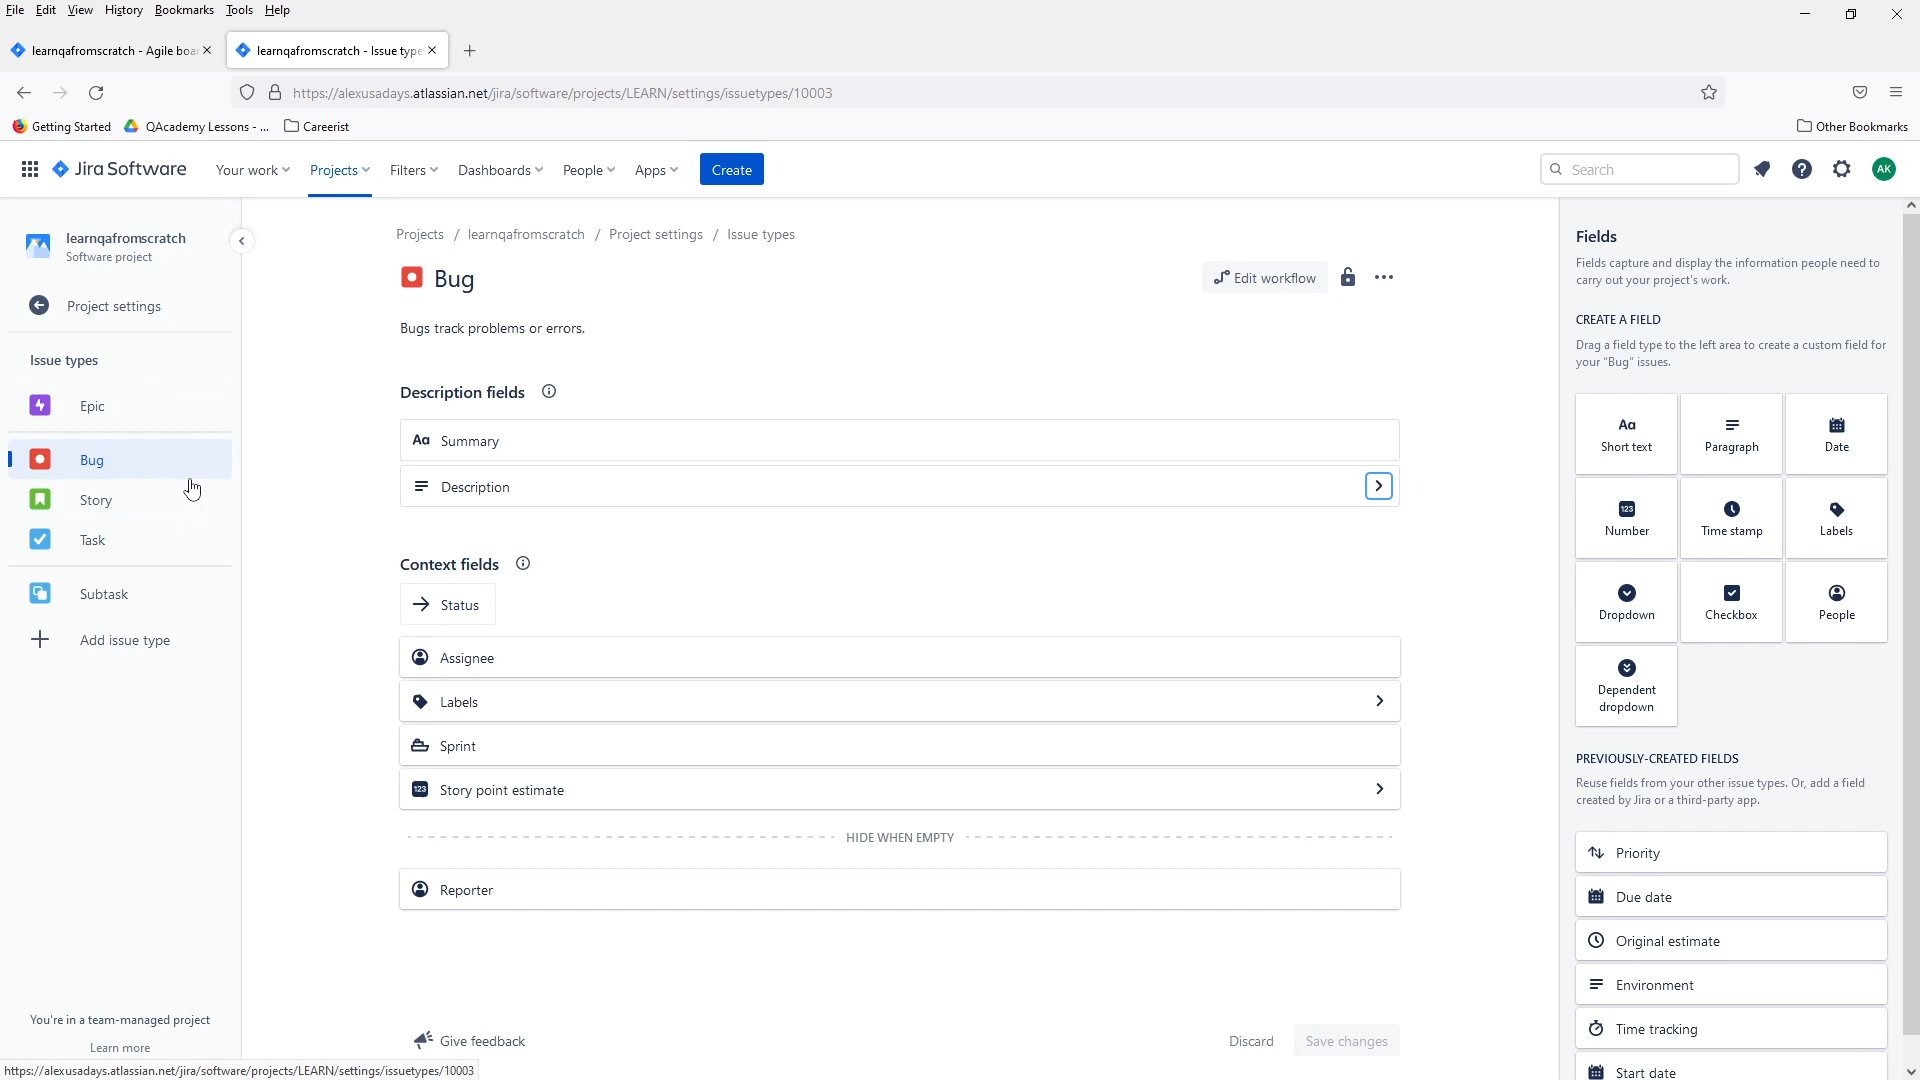 File Edit View History Bookmarks Tools Help
learnqafromscratch - Agile boar
learnqafromscratch - Issue type
https://alexusadays.atlassian.net/jira/software/projects/LEARN/settings/issuetypes/10003
Getting Started QAcademy Lessons - ... Careerist Other Bookmarks
Jira Software Your work Projects Filters Dashboards People Apps Create Search AK
learnqafromscratch
Software project
Project settings
Issue types
Epic
Bug
Story
Task
Subtask
Add issue type
You're in a team-managed project
Learn more
Projects / learnqafromscratch / Project settings / Issue types
Bug
Edit workflow
Bugs track problems or errors.
Description fields
Aa Summary
Description
Context fields
Status
Assignee
Labels
Sprint
123 Story point estimate
HIDE WHEN EMPTY
Reporter
Give feedback
Discard
Save changes
Fields
Fields capture and display the information people need to
carry out your project's work.
CREATE A FIELD
Drag a field type to the left area to create a custom field for
your "Bug" issues.
Aa
Short text
Paragraph
Date
123
Number
Time stamp
Labels
Dropdown
Checkbox
People
Dependent
dropdown
PREVIOUSLY-CREATED FIELDS
Reuse fields from your other issue types. Or, add a field
created by Jira or a third-party app.
Priority
Due date
Original estimate
Environment
Time tracking
Start date
https://alexusadays.atlassian.net/jira/software/projects/LEARN/settings/issuetypes/10003